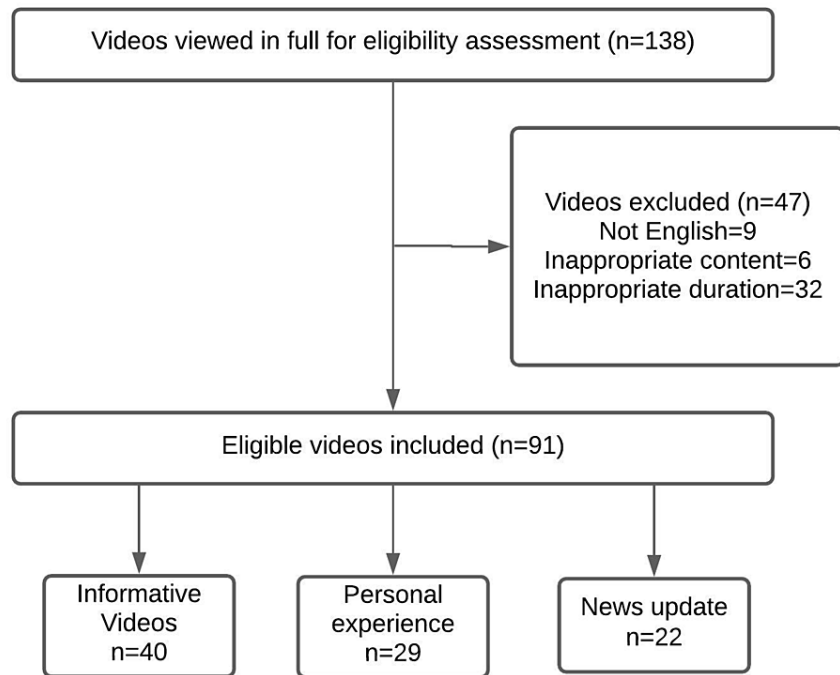 Videos viewed in full for eligibility assessment (n=138)
Videos excluded (n=47)
Not English=9
Inappropriate content=6
Inappropriate duration=32
Eligible videos included (n=91)
Informative
Videos
n=40
Personal
experience
n=29
News update
n=22